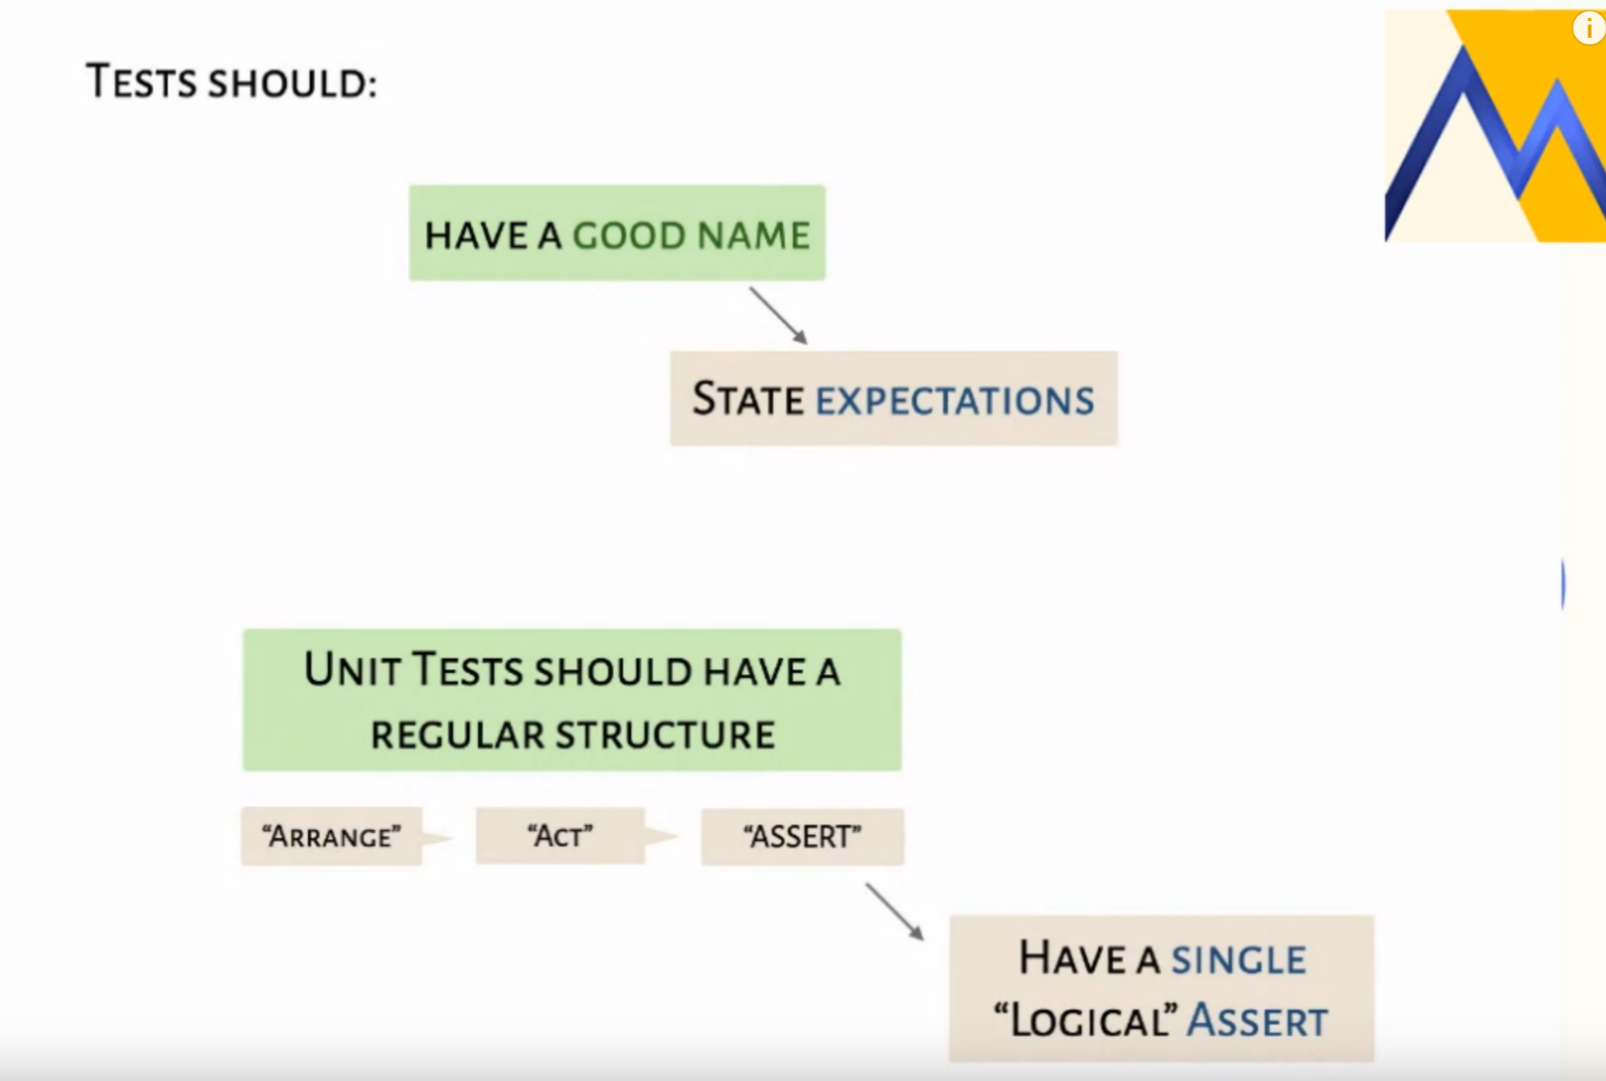 Tests should:
have a good name
State expectations
Unit Tests should have a
regular structure
“Arrange”
“Act”
“assert”
Have a single
“Logical” Assert
i